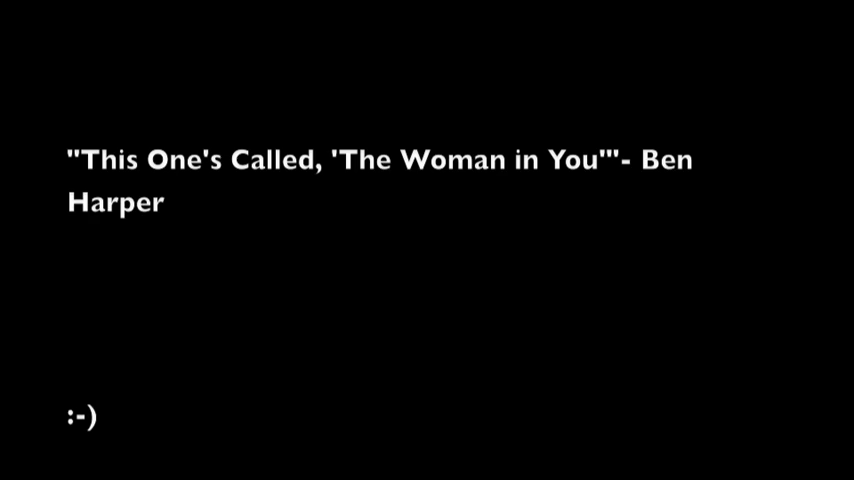 "This One's Called, 'The Woman in You'"- Ben
Harper
:-)